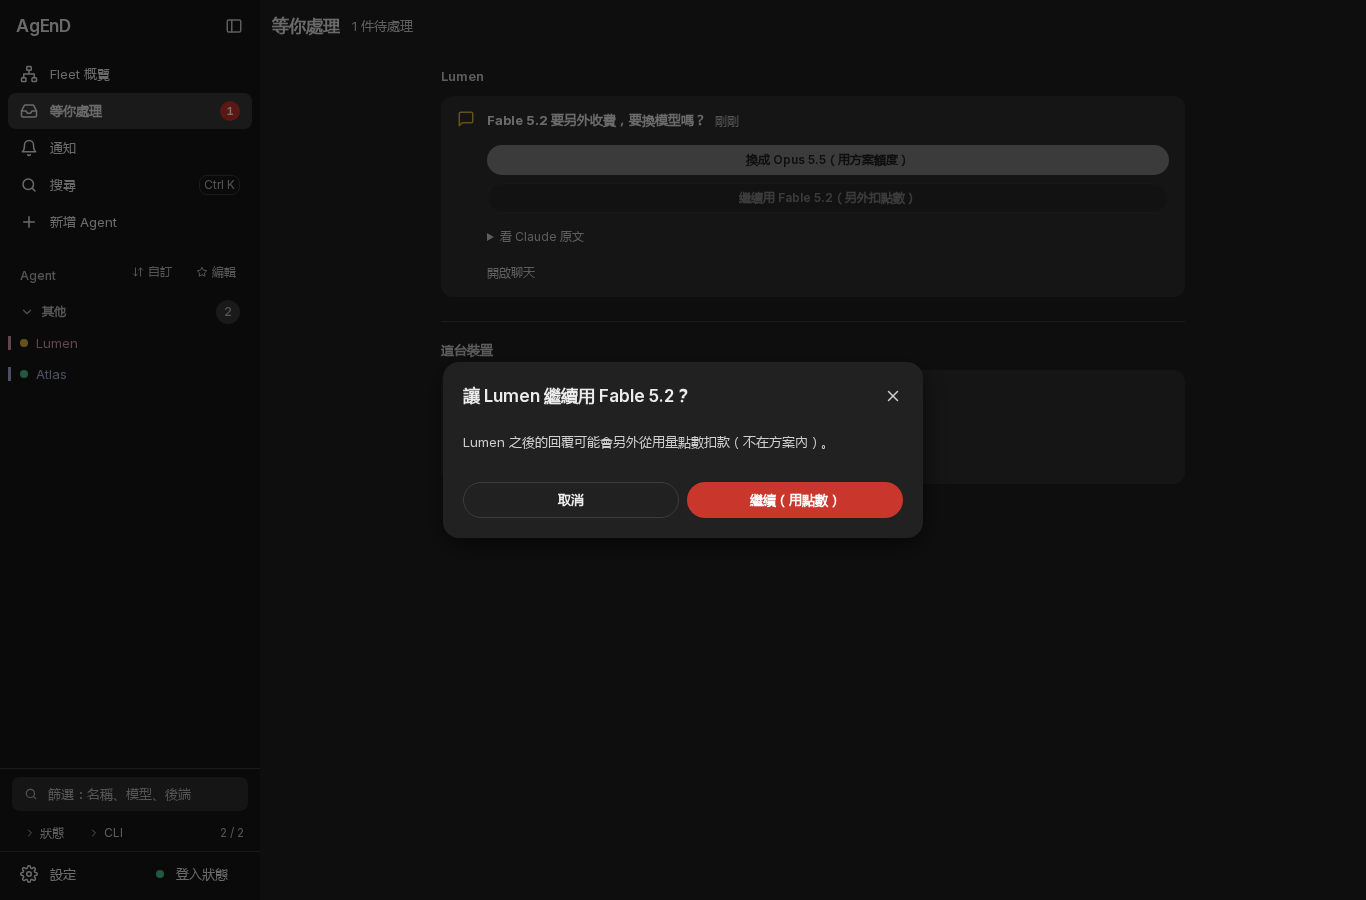 AgEnD
Fleet 概覽
等你處理
1
通知
搜尋
Ctrl K
新增 Agent
Agent
自訂
編輯
其他
2
Lumen
Atlas
篩選：名稱、模型、後端
狀態
CLI
2 / 2
設定
登入狀態
等你處理
1 件待處理
Lumen
Fable 5.2 要另外收費，要換模型嗎？
剛剛
換成 Opus 5.5（用方案額度）
繼續用 Fable 5.2（另外扣點數）
看 Claude 原文
開啟聊天
這台裝置
讓 Lumen 繼續用 Fable 5.2？
Lumen 之後的回覆可能會另外從用量點數扣款（不在方案內）。
取消
繼續（用點數）